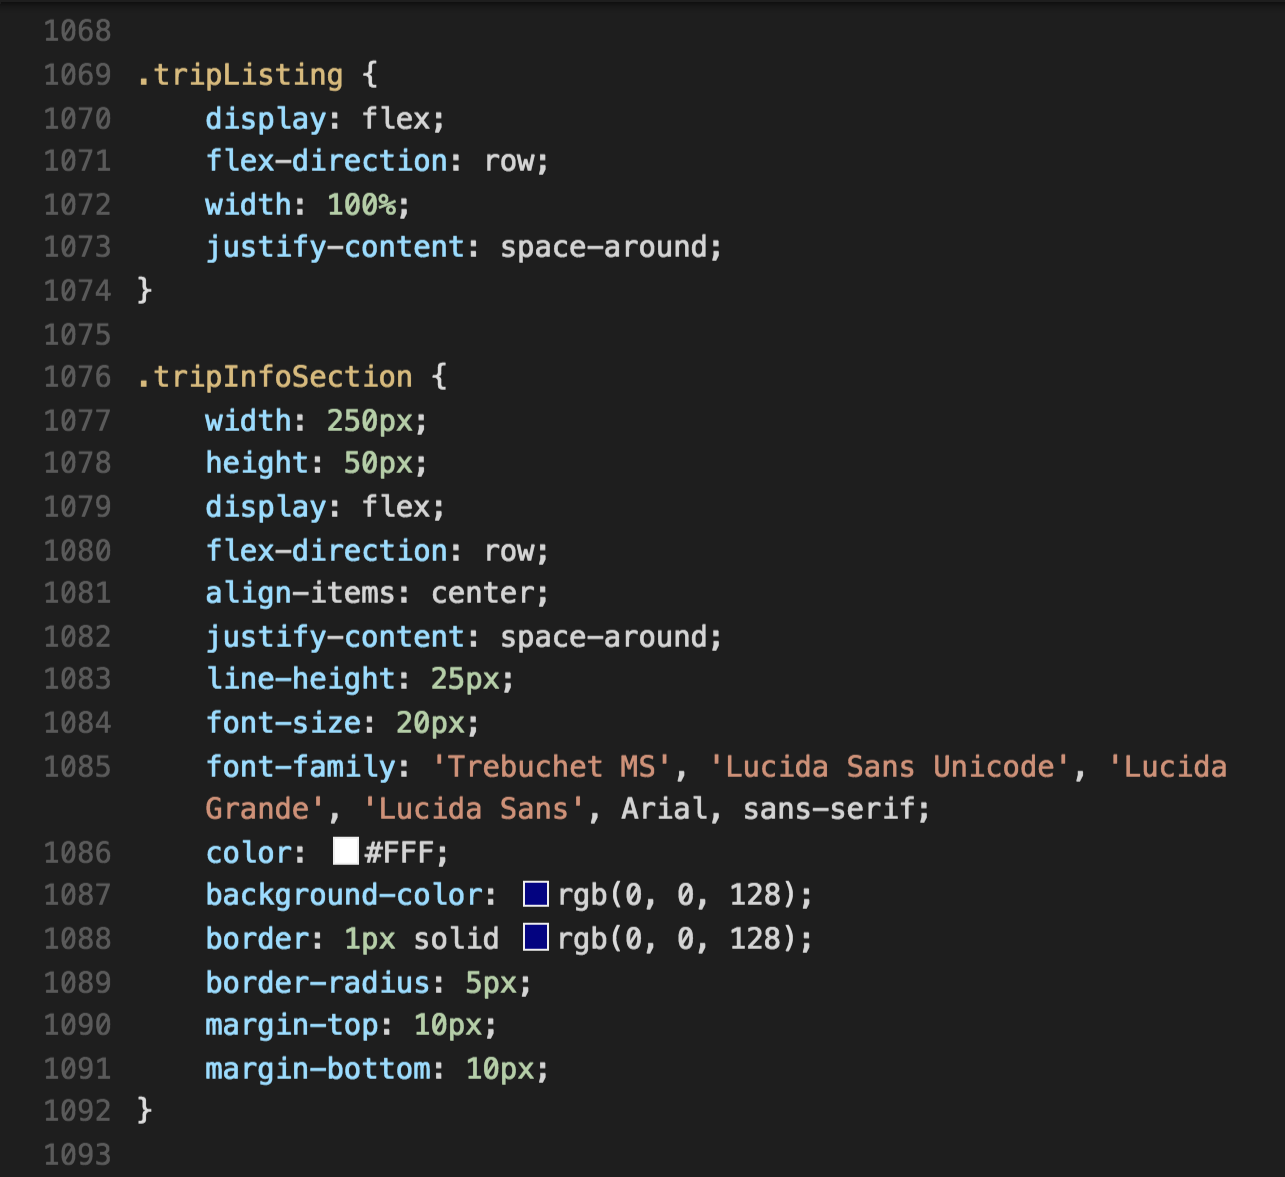 1068
1069 .tripListing {
1070     display: flex;
1071     flex-direction: row;
1072     width: 100%;
1073     justify-content: space-around;
1074 }
1075
1076 .tripInfoSection {
1077     width: 250px;
1078     height: 50px;
1079     display: flex;
1080     flex-direction: row;
1081     align-items: center;
1082     justify-content: space-around;
1083     line-height: 25px;
1084     font-size: 20px;
1085     font-family: 'Trebuchet MS', 'Lucida Sans Unicode', 'Lucida
         Grande', 'Lucida Sans', Arial, sans-serif;
1086     color: #FFF;
1087     background-color: rgb(0, 0, 128);
1088     border: 1px solid rgb(0, 0, 128);
1089     border-radius: 5px;
1090     margin-top: 10px;
1091     margin-bottom: 10px;
1092 }
1093